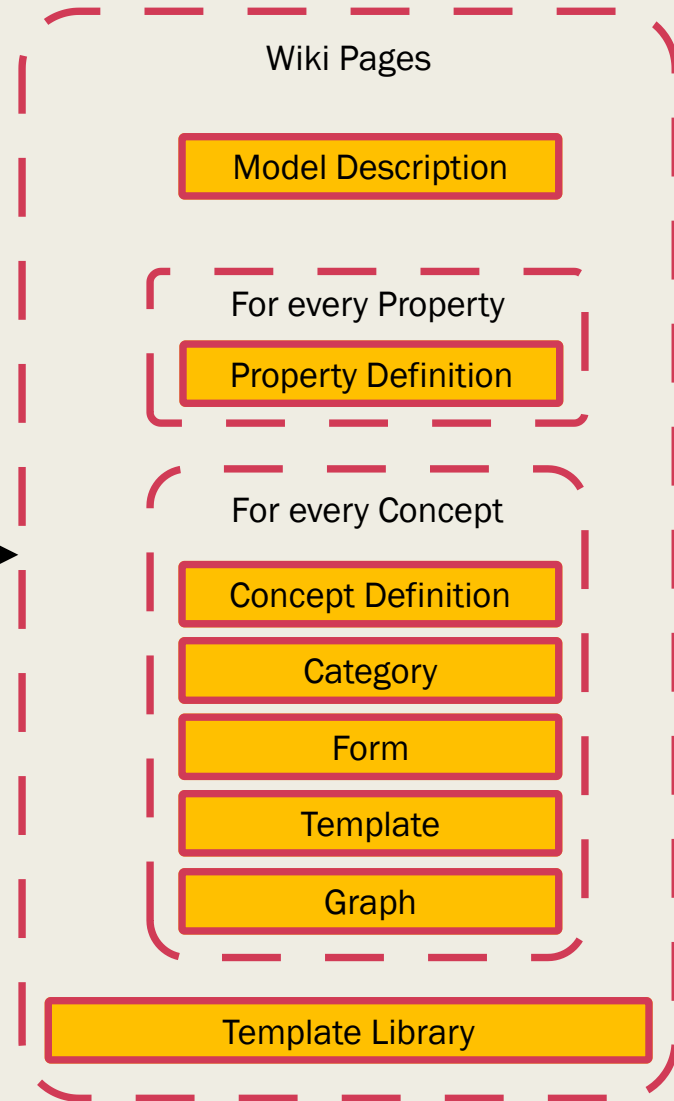 Wiki Pages
Model Description
For every Property
Property Definition
For every Concept
Concept Definition
Category
Form
Template
Graph
Template Library